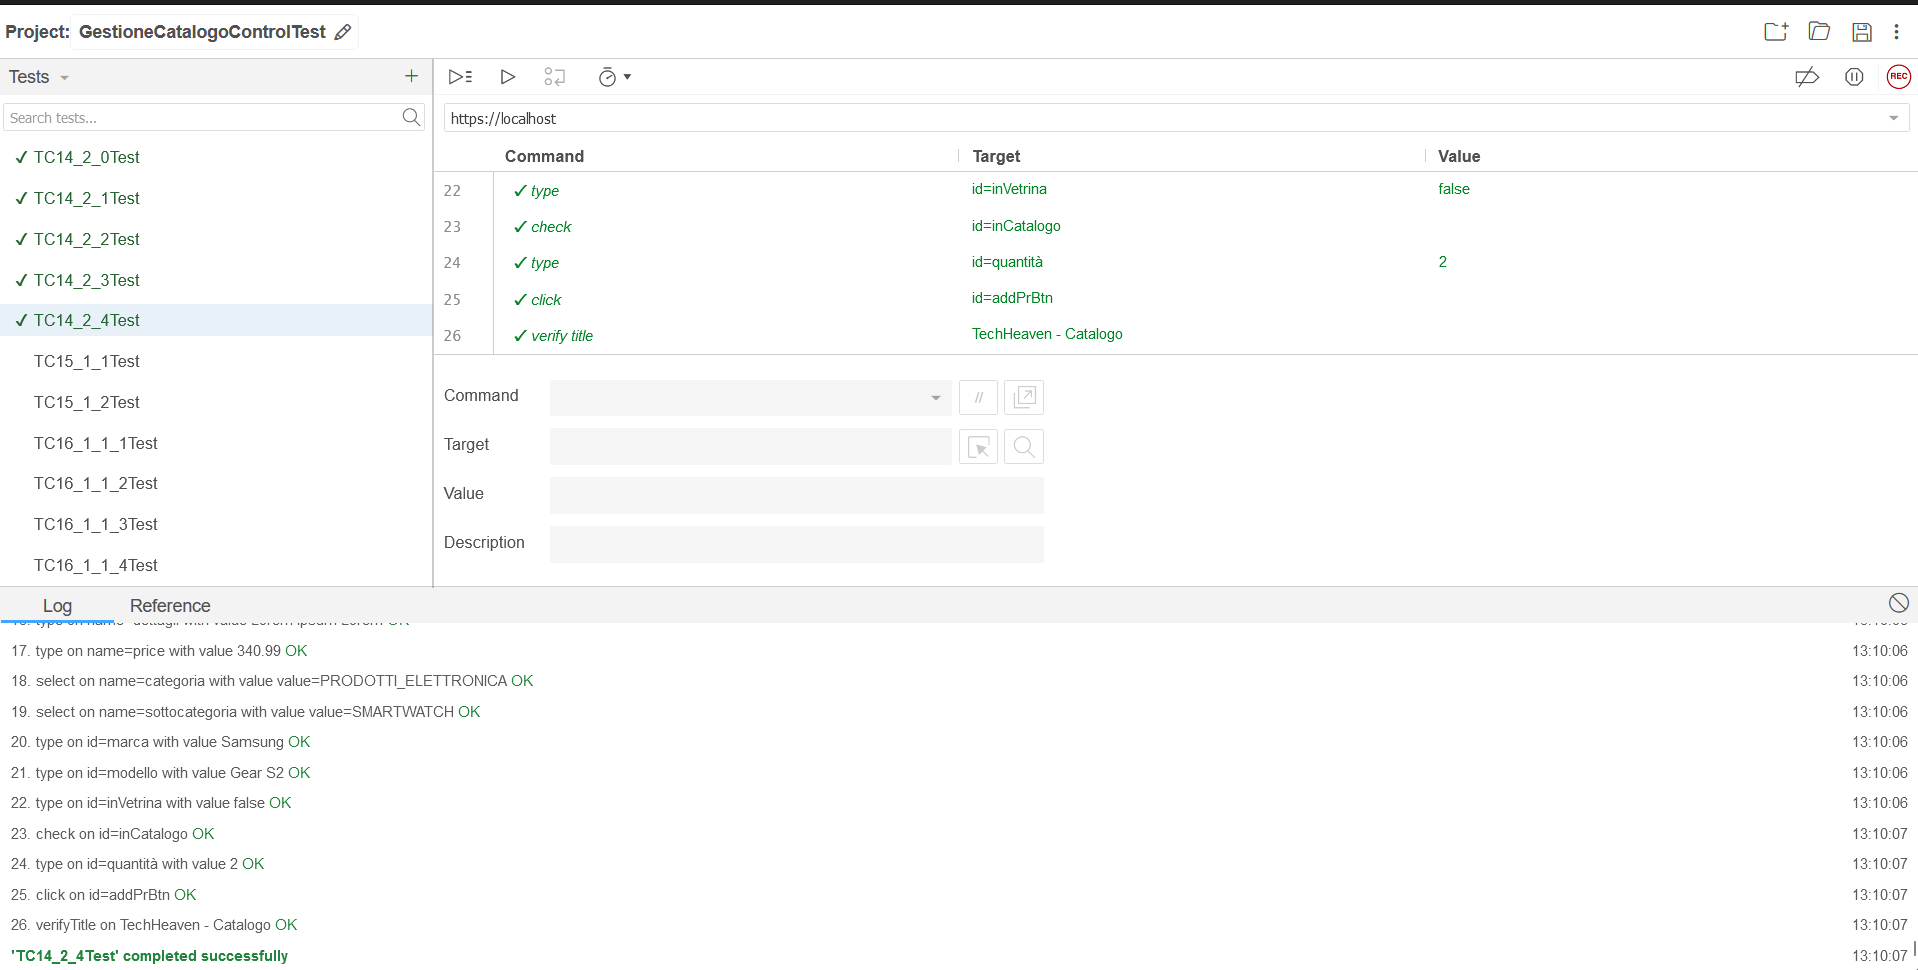 Project: GestioneCatalogoControlTest
Tests
Search tests...
TC14_2_0Test
TC14_2_1Test
TC14_2_2Test
TC14_2_3Test
TC14_2_4Test
TC15_1_1Test
TC15_1_2Test
TC16_1_1_1Test
TC16_1_1_2Test
TC16_1_1_3Test
TC16_1_1_4Test
REC
https://localhost
Command Target Value
22 ✓ type id=inVetrina false
23 ✓ check id=inCatalogo
24 ✓ type id=quantità 2
25 ✓ click id=addPrBtn
26 ✓ verify title TechHeaven - Catalogo
Command //
Target
Value
Description
Log Reference
17. type on name=price with value 340.99 OK 13:10:06
18. select on name=categoria with value value=PRODOTTI_ELETTRONICA OK 13:10:06
19. select on name=sottocategoria with value value=SMARTWATCH OK 13:10:06
20. type on id=marca with value Samsung OK 13:10:06
21. type on id=modello with value Gear S2 OK 13:10:06
22. type on id=inVetrina with value false OK 13:10:06
23. check on id=inCatalogo OK 13:10:07
24. type on id=quantità with value 2 OK 13:10:07
25. click on id=addPrBtn OK 13:10:07
26. verifyTitle on TechHeaven - Catalogo OK 13:10:07
'TC14_2_4Test' completed successfully 13:10:07